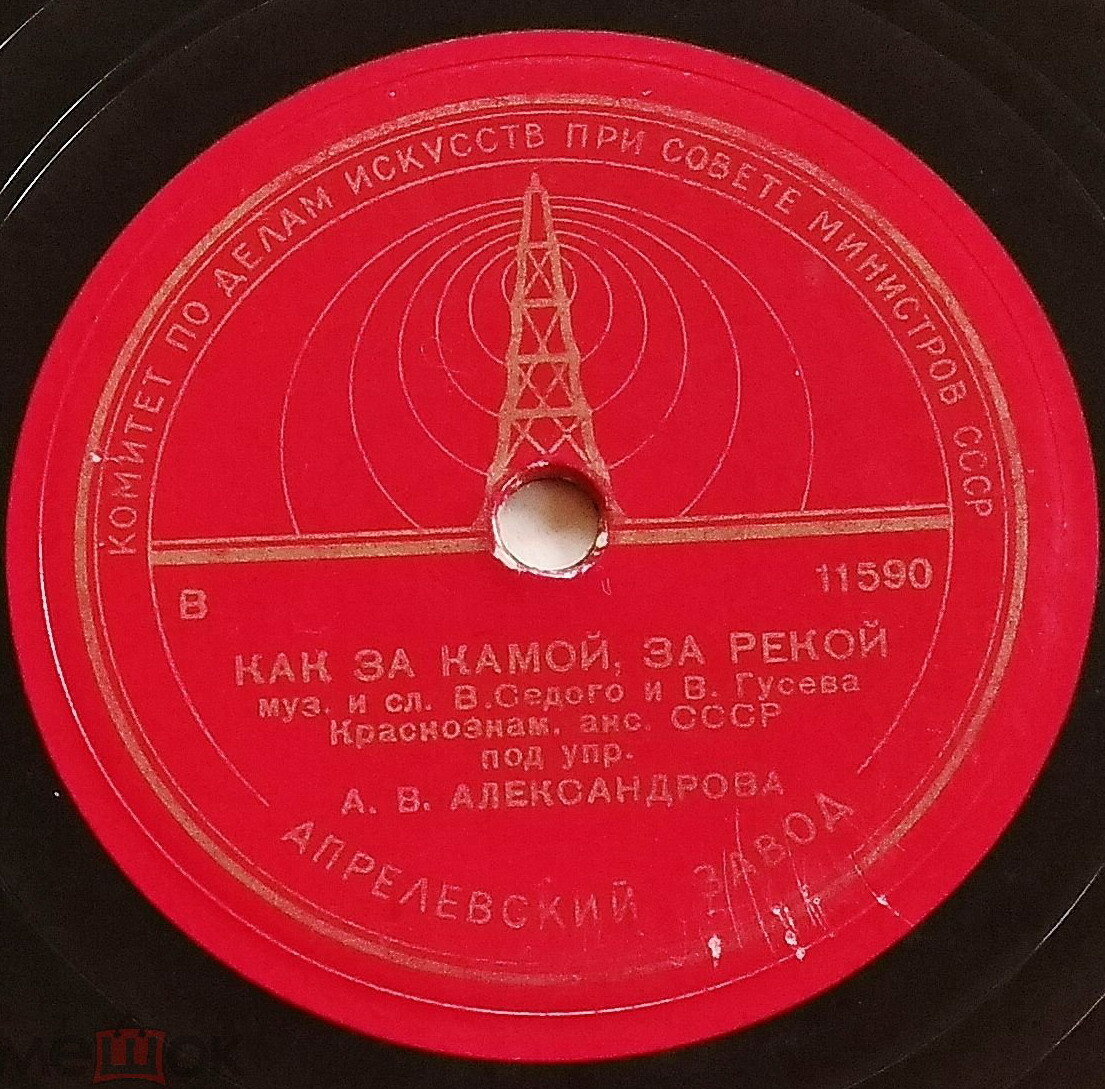 КОМИТЕТ ПО ДЕЛАМ ИСКУССТВ ПРИ СОВЕТЕ МИНИСТРОВ СССР
В 11590
КАК ЗА КАМОЙ, ЗА РЕКОЙ
муз. и сл. В.Седого и В. Гусева
Краснознам. анс. СССР
под упр.
А. В. АЛЕКСАНДРОВА
АПРЕЛЕВСКИЙ ЗАВОД
мешок